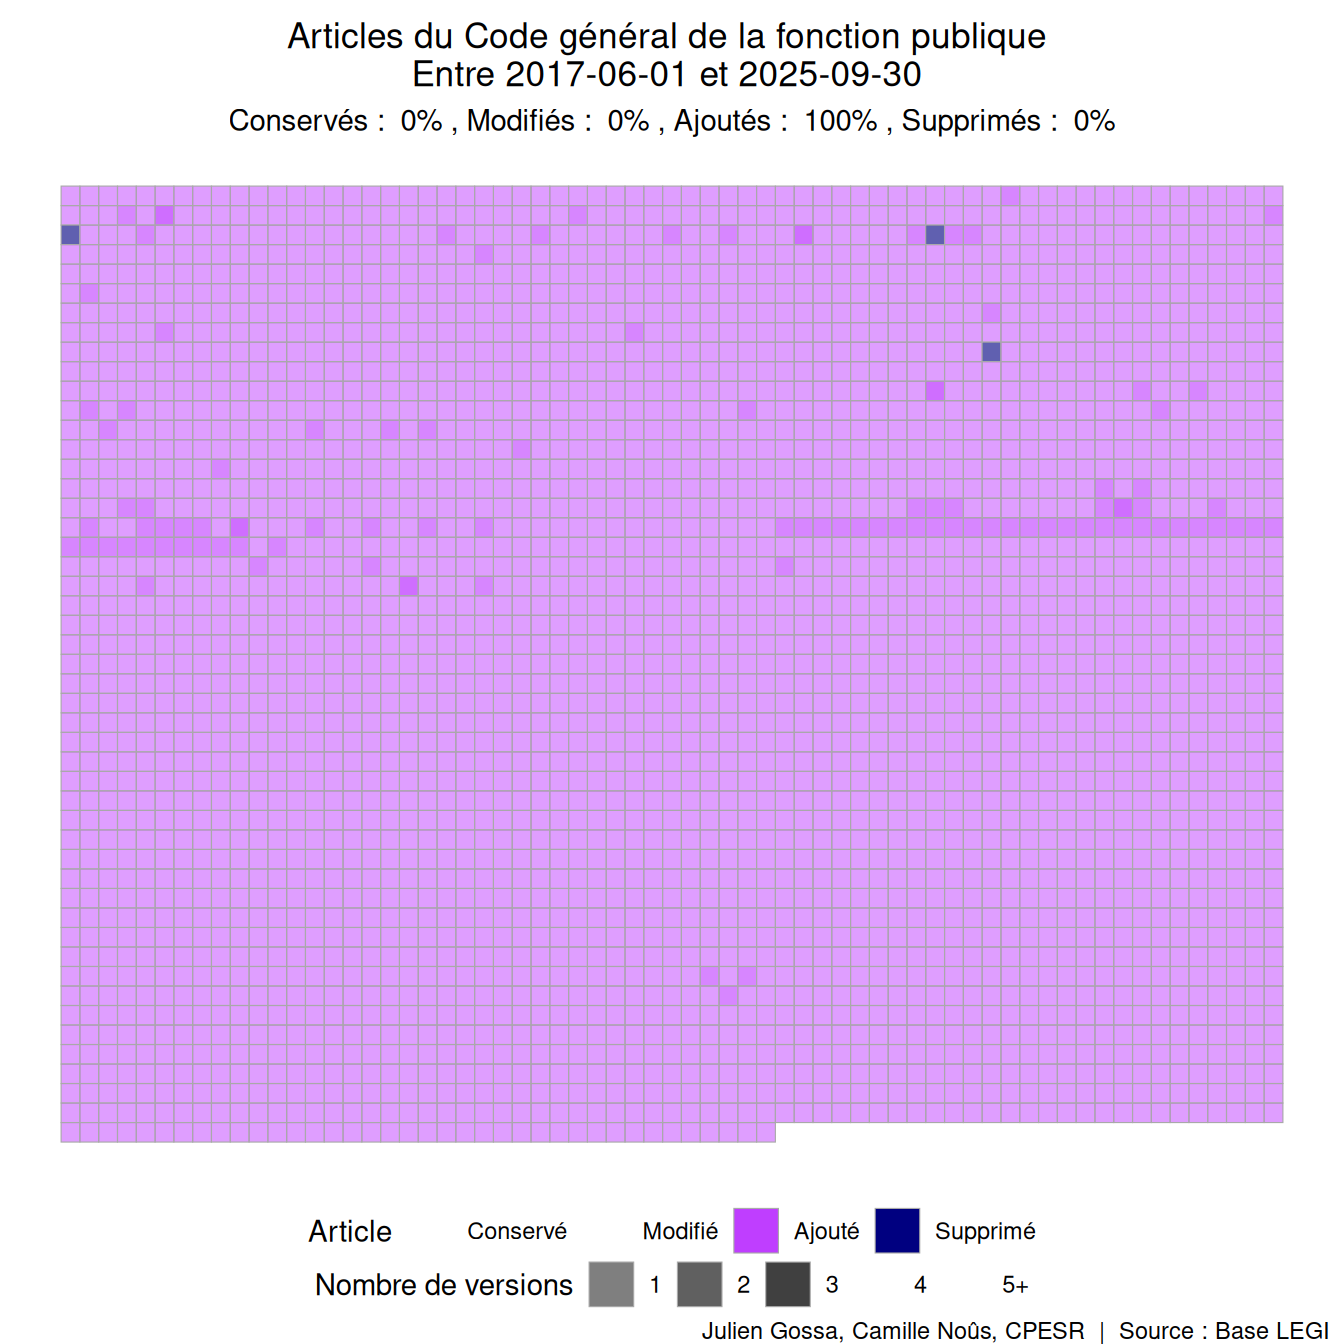 Articles du Code général de la fonction publique
Entre 2017-06-01 et 2025-09-30
Conservés :  0% , Modifiés :  0% , Ajoutés :  100% , Supprimés :  0%
Article Conservé Modifié Ajouté Supprimé
Nombre de versions 1 2 3 4 5+
Julien Gossa, Camille Noûs, CPESR | Source : Base LEGI